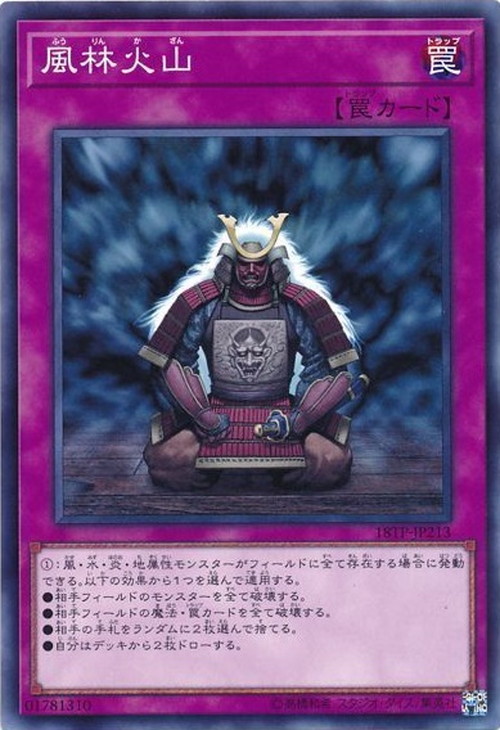 風林火山
罠
【罠カード】
18TP-JP213
①：風・水・炎・地属性モンスターがフィールドに全て存在する場合に発動
できる。以下の効果から1つを選んで適用する。
●相手フィールドのモンスターを全て破壊する。
●相手フィールドの魔法・罠カードを全て破壊する。
●相手の手札をランダムに２枚選んで捨てる。
●自分はデッキから２枚ドローする。
01781310
©高橋和希 スタジオ・ダイス/集英社